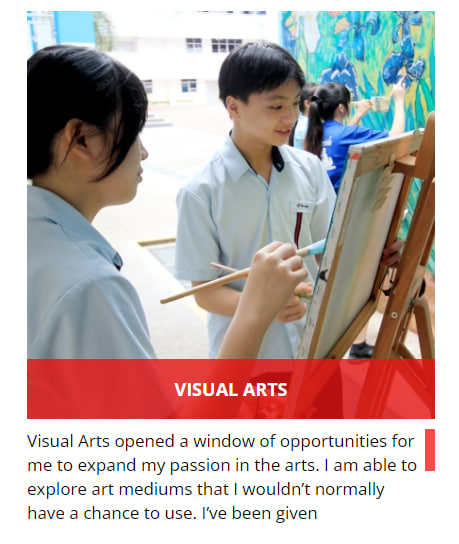 VISUAL ARTS
Visual Arts opened a window of opportunities for
me to expand my passion in the arts. I am able to
explore art mediums that I wouldn’t normally
have a chance to use. I’ve been given